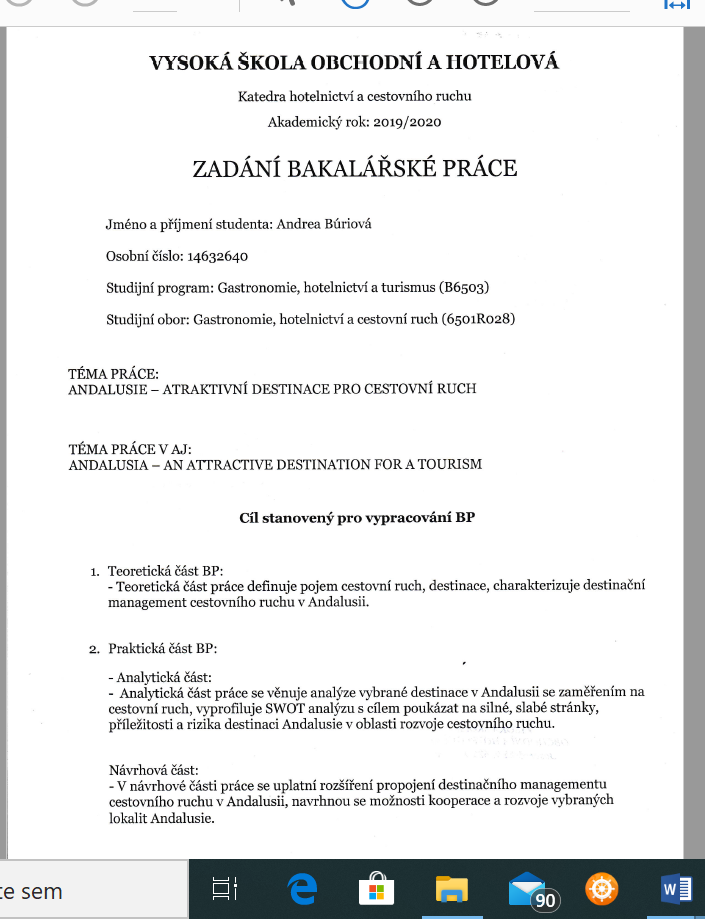 VYSOKÁ ŠKOLA OBCHODNÍ A HOTELOVÁ
Katedra hotelnictví a cestovního ruchu
Akademický rok: 2019/2020
ZADÁNÍ BAKALÁŘSKÉ PRÁCE
Jméno a příjmení studenta: Andrea Búriová
Osobní číslo: 14632640
Studijní program: Gastronomie, hotelnictví a turismus (B6503)
Studijní obor: Gastronomie, hotelnictví a cestovní ruch (6501R028)
TÉMA PRÁCE:
ANDALUSIE – ATRAKTIVNÍ DESTINACE PRO CESTOVNÍ RUCH
TÉMA PRÁCE V AJ:
ANDALUSIA – AN ATTRACTIVE DESTINATION FOR A TOURISM
Cíl stanovený pro vypracování BP
1. Teoretická část BP:
- Teoretická část práce definuje pojem cestovní ruch, destinace, charakterizuje destinační
management cestovního ruchu v Andalusii.
2. Praktická část BP:
- Analytická část:
- Analytická část práce se věnuje analýze vybrané destinace v Andalusii se zaměřením na
cestovní ruch, vyprofiluje SWOT analýzu s cílem poukázat na silné, slabé stránky,
příležitosti a rizika destinaci Andalusie v oblasti rozvoje cestovního ruchu.
Návrhová část:
- V návrhové části práce se uplatní rozšíření propojení destinačního managementu
cestovního ruchu v Andalusii, navrhnou se možnosti kooperace a rozvoje vybraných
lokalit Andalusie.
te sem
90
W